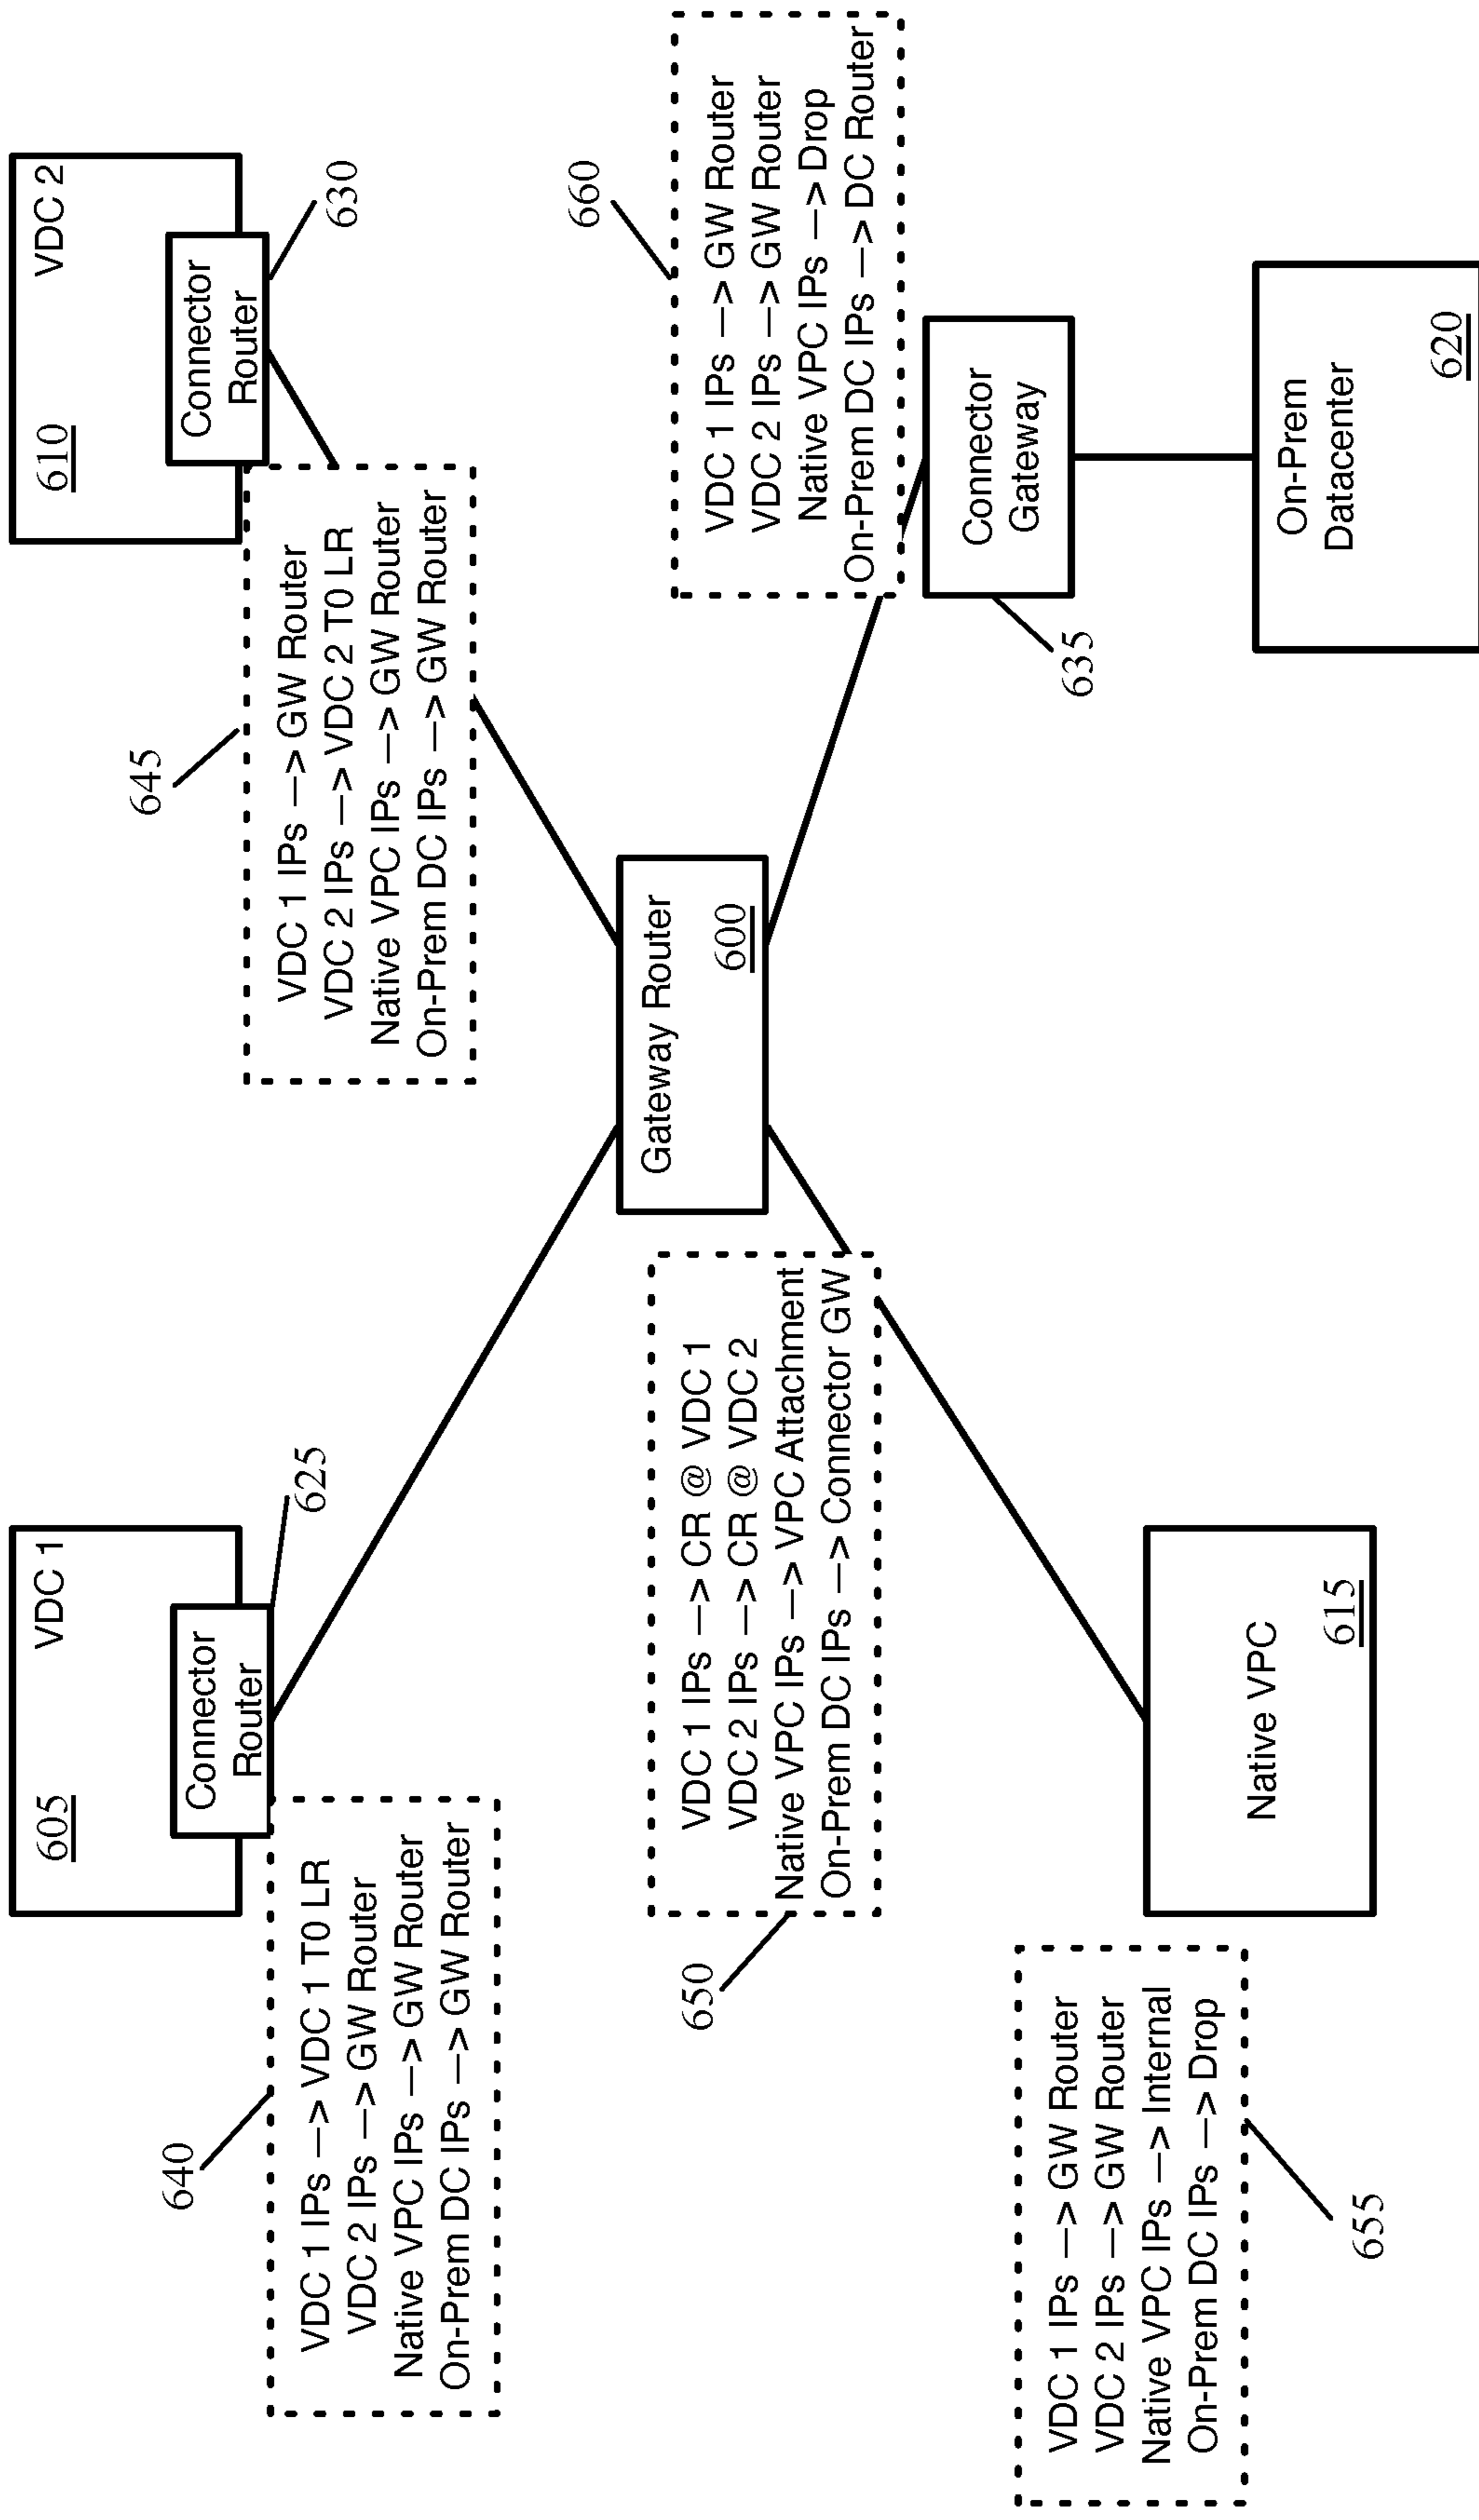 605
VDC 1
Connector
Router
625
640
VDC 1 IPs —> VDC 1 T0 LR
VDC 2 IPs —> GW Router
Native VPC IPs —> GW Router
On-Prem DC IPs —> GW Router
610
VDC 2
Connector
Router
630
645
VDC 1 IPs —> GW Router
VDC 2 IPs —> VDC 2 T0 LR
Native VPC IPs —> GW Router
On-Prem DC IPs —> GW Router
Gateway Router
600
650
VDC 1 IPs —> CR @ VDC 1
VDC 2 IPs —> CR @ VDC 2
Native VPC IPs —> VPC Attachment
On-Prem DC IPs —> Connector GW
660
VDC 1 IPs —> GW Router
VDC 2 IPs —> GW Router
Native VPC IPs —> Drop
On-Prem DC IPs —> DC Router
Connector
Gateway
635
655
VDC 1 IPs —> GW Router
VDC 2 IPs —> GW Router
Native VPC IPs —> Internal
On-Prem DC IPs —> Drop
Native VPC
615
On-Prem
Datacenter
620